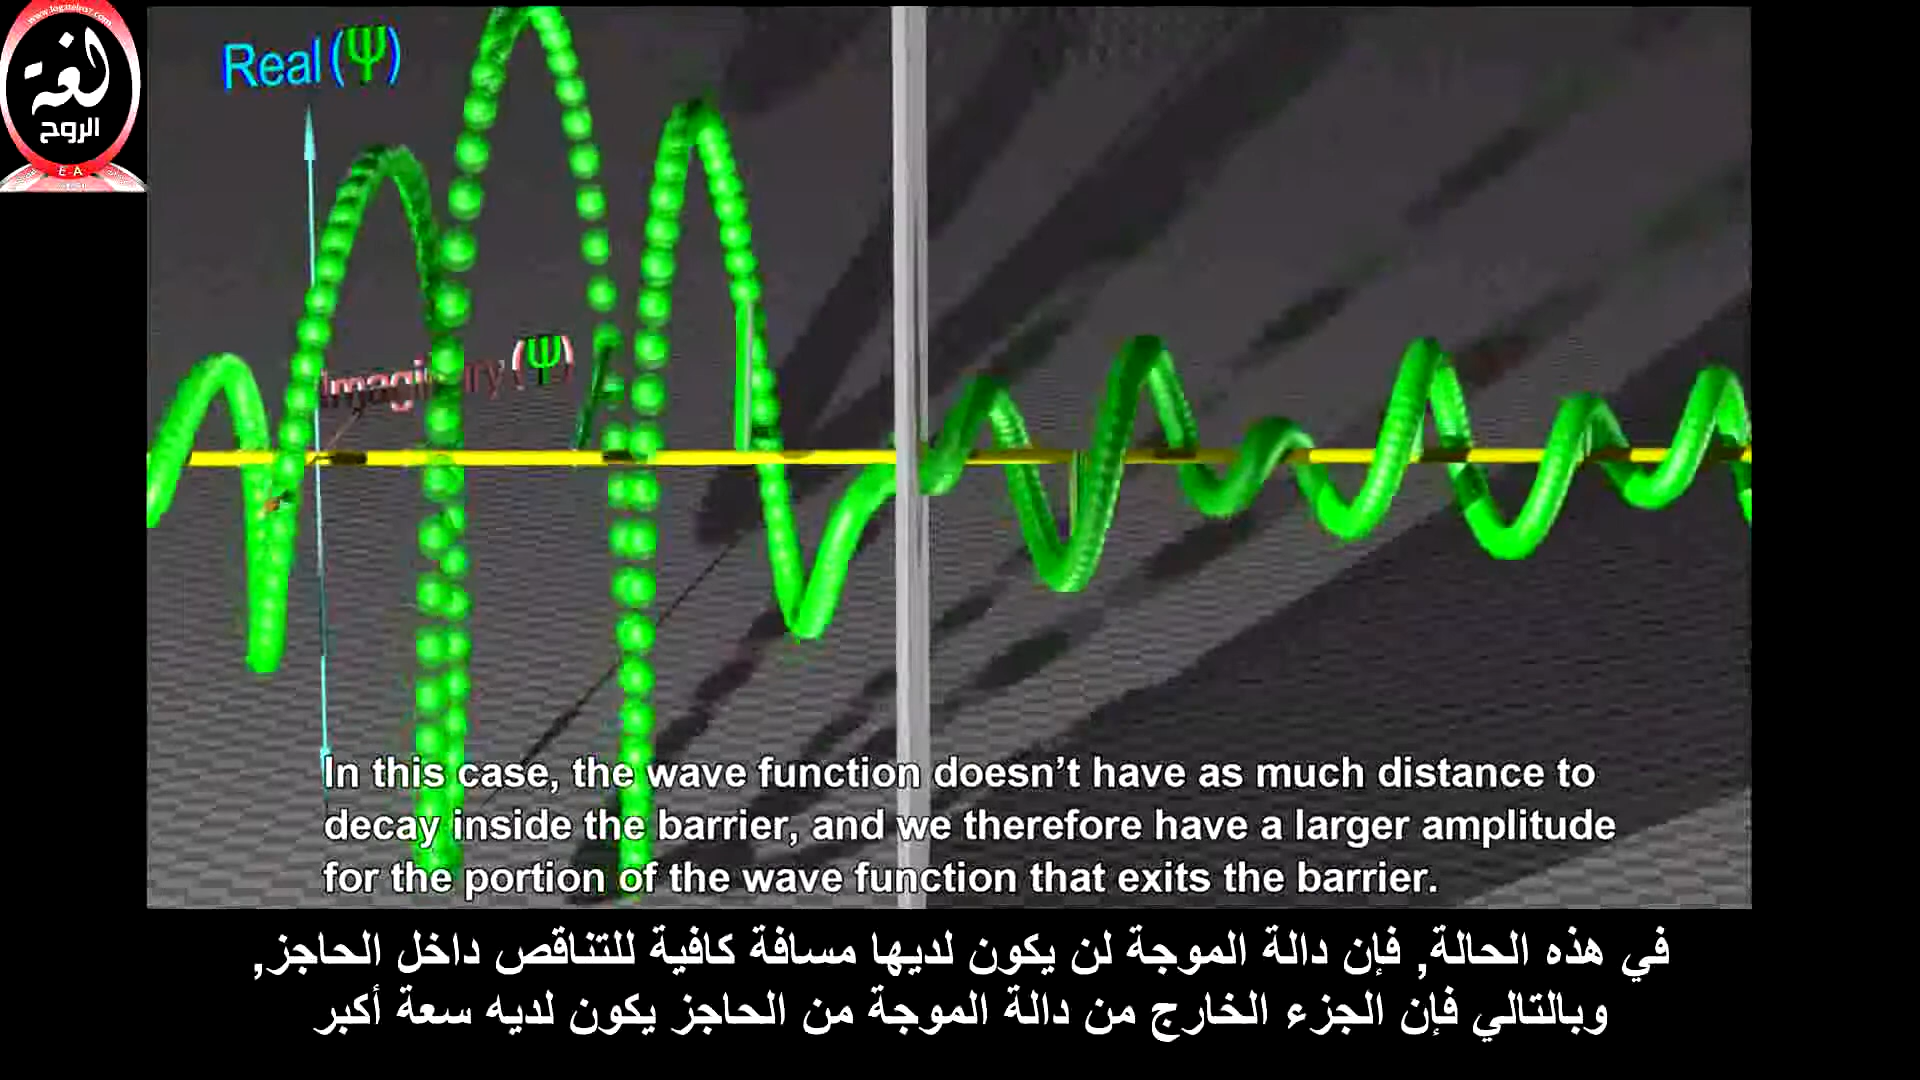 www.logatelro7.com
لغة
الروح
E-A
Real (Ψ)
Imaginary (Ψ)
In this case, the wave function doesn’t have as much distance to
decay inside the barrier, and we therefore have a larger amplitude
for the portion of the wave function that exits the barrier.
في هذه الحالة, فإن دالة الموجة لن يكون لديها مسافة كافية للتناقص داخل الحاجز,
وبالتالي فإن الجزء الخارج من دالة الموجة من الحاجز يكون لديه سعة أكبر